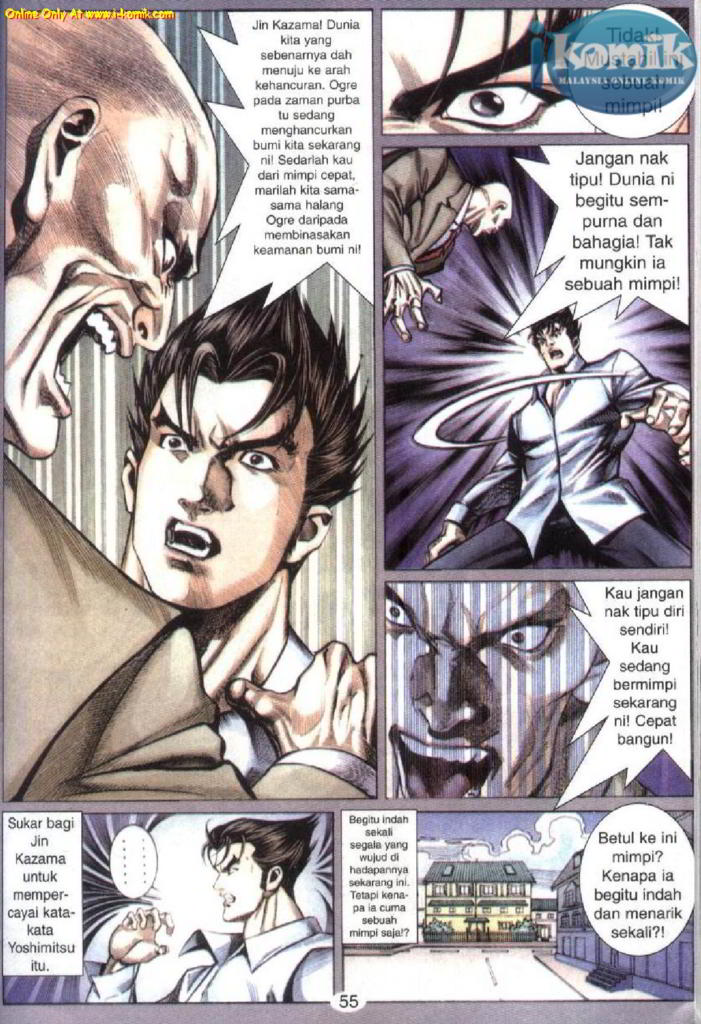 Online Only At www.i-komik.com
Jin Kazama! Dunia
kita yang
sebenarnya dah
menuju ke arah
kehancuran. Ogre
pada zaman purba
tu sedang
menghancurkan
bumi kita sekarang
ni! Sedarlah kau
dari mimpi cepat,
marilah kita sama-
sama halang
Ogre daripada
membinasakan
keamanan bumi ni!
Tidak!
Mustahil ini
sebuah
mimpi!
ikomik
MALAYSIA ONLINE KOMIK
Jangan nak
tipu! Dunia ni
begitu sem-
purna dan
bahagia! Tak
mungkin ia
sebuah mimpi!
Kau jangan
nak tipu diri
sendiri!
Kau
sedang
bermimpi
sekarang
ni! Cepat
bangun!
Sukar bagi
Jin
Kazama
untuk
memper-
cayai kata-
kata
Yoshimitsu
itu.
Begitu indah
sekali
segala yang
wujud di
hadapannya
sekarang ini.
Tetapi kena-
pa ia cuma
sebuah
mimpi saja!?
Betul ke ini
mimpi?
Kenapa ia
begitu indah
dan menarik
sekali?!
55